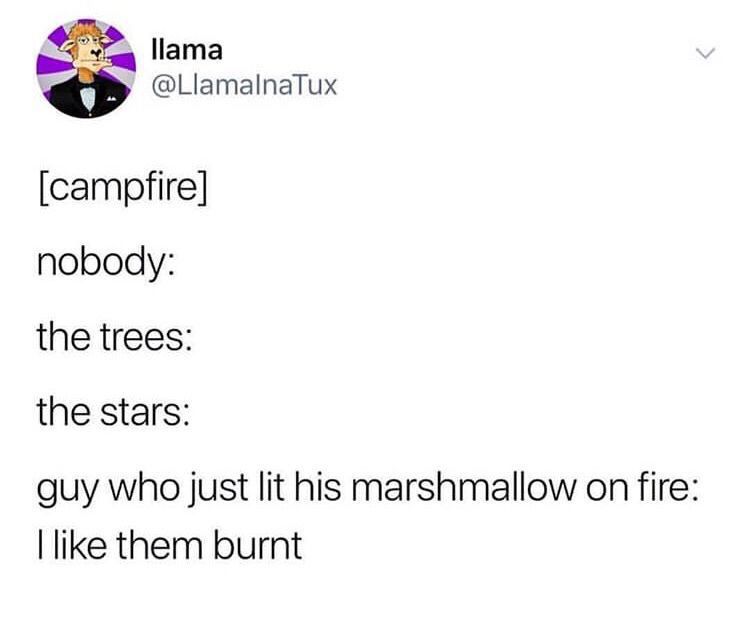 llama
@LlamaInaTux
[campfire]
nobody:
the trees:
the stars:
guy who just lit his marshmallow on fire:
I like them burnt